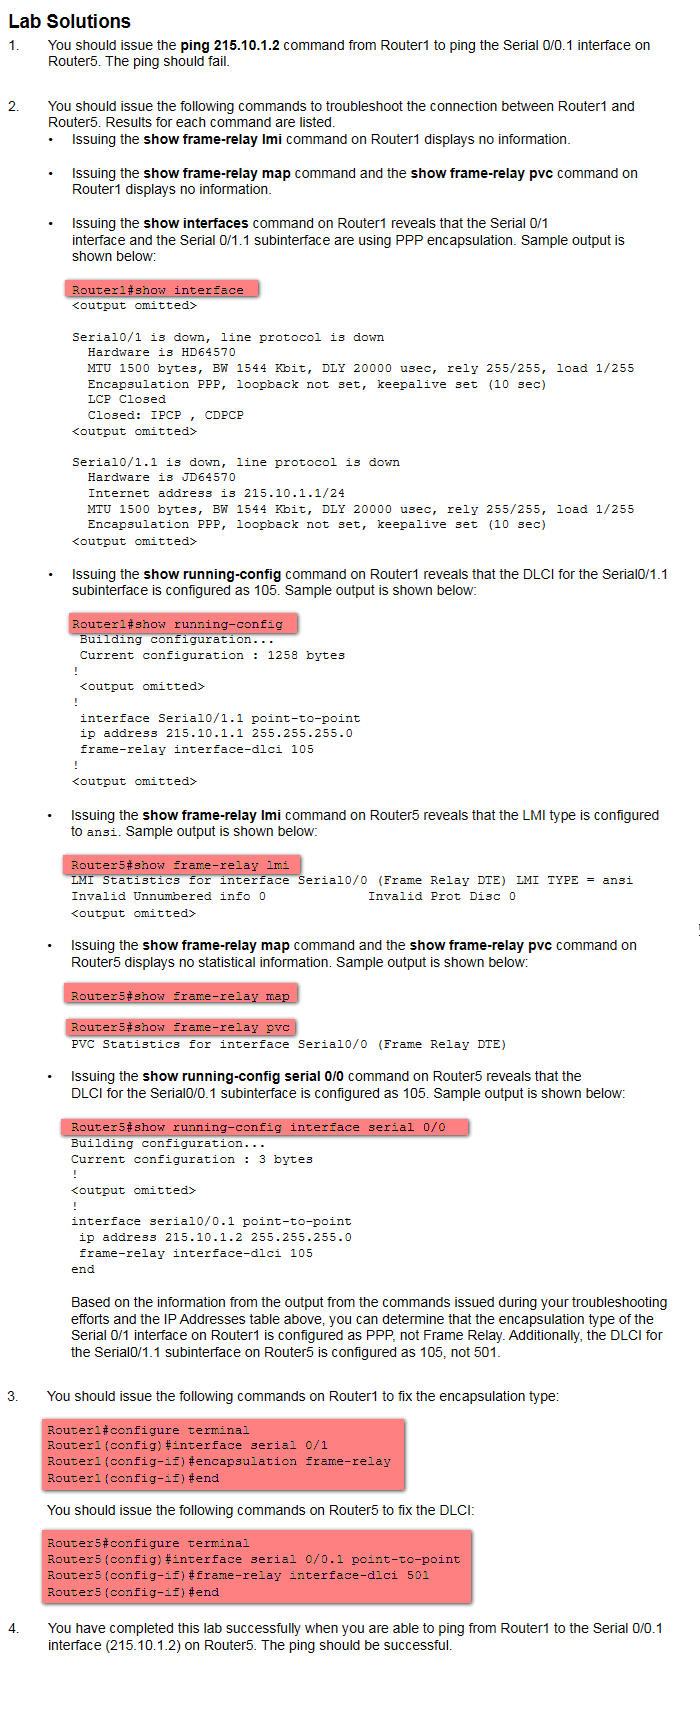 Lab Solutions
1. You should issue the ping 215.10.1.2 command from Router1 to ping the Serial 0/0.1 interface on
Router5. The ping should fail.
2. You should issue the following commands to troubleshoot the connection between Router1 and
Router5. Results for each command are listed.
• Issuing the show frame-relay lmi command on Router1 displays no information.
• Issuing the show frame-relay map command and the show frame-relay pvc command on
Router1 displays no information.
• Issuing the show interfaces command on Router1 reveals that the Serial 0/1
interface and the Serial 0/1.1 subinterface are using PPP encapsulation. Sample output is
shown below:
Router1#show interface
<output omitted>
Serial0/1 is down, line protocol is down
Hardware is HD64570
MTU 1500 bytes, BW 1544 Kbit, DLY 20000 usec, rely 255/255, load 1/255
Encapsulation PPP, loopback not set, keepalive set (10 sec)
LCP Closed
Closed: IPCP , CDPCP
<output omitted>
Serial0/1.1 is down, line protocol is down
Hardware is JD64570
Internet address is 215.10.1.1/24
MTU 1500 bytes, BW 1544 Kbit, DLY 20000 usec, rely 255/255, load 1/255
Encapsulation PPP, loopback not set, keepalive set (10 sec)
<output omitted>
• Issuing the show running-config command on Router1 reveals that the DLCI for the Serial0/1.1
subinterface is configured as 105. Sample output is shown below:
Router1#show running-config
Building configuration...
Current configuration : 1258 bytes
!
<output omitted>
!
interface Serial0/1.1 point-to-point
ip address 215.10.1.1 255.255.255.0
frame-relay interface-dlci 105
!
<output omitted>
• Issuing the show frame-relay lmi command on Router5 reveals that the LMI type is configured
to ansi. Sample output is shown below:
Router5#show frame-relay lmi
LMI Statistics for interface Serial0/0 (Frame Relay DTE) LMI TYPE = ansi
Invalid Unnumbered info 0 Invalid Prot Disc 0
<output omitted>
• Issuing the show frame-relay map command and the show frame-relay pvc command on
Router5 displays no statistical information. Sample output is shown below:
Router5#show frame-relay map
Router5#show frame-relay pvc
PVC Statistics for interface Serial0/0 (Frame Relay DTE)
• Issuing the show running-config serial 0/0 command on Router5 reveals that the
DLCI for the Serial0/0.1 subinterface is configured as 105. Sample output is shown below:
Router5#show running-config interface serial 0/0
Building configuration...
Current configuration : 3 bytes
!
<output omitted>
!
interface serial0/0.1 point-to-point
ip address 215.10.1.2 255.255.255.0
frame-relay interface-dlci 105
end
Based on the information from the output from the commands issued during your troubleshooting
efforts and the IP Addresses table above, you can determine that the encapsulation type of the
Serial 0/1 interface on Router1 is configured as PPP, not Frame Relay. Additionally, the DLCI for
the Serial0/1.1 subinterface on Router5 is configured as 105, not 501.
3. You should issue the following commands on Router1 to fix the encapsulation type:
Router1#configure terminal
Router1(config)#interface serial 0/1
Router1(config-if)#encapsulation frame-relay
Router1(config-if)#end
You should issue the following commands on Router5 to fix the DLCI:
Router5#configure terminal
Router5(config)#interface serial 0/0.1 point-to-point
Router5(config-if)#frame-relay interface-dlci 501
Router5(config-if)#end
4. You have completed this lab successfully when you are able to ping from Router1 to the Serial 0/0.1
interface (215.10.1.2) on Router5. The ping should be successful.